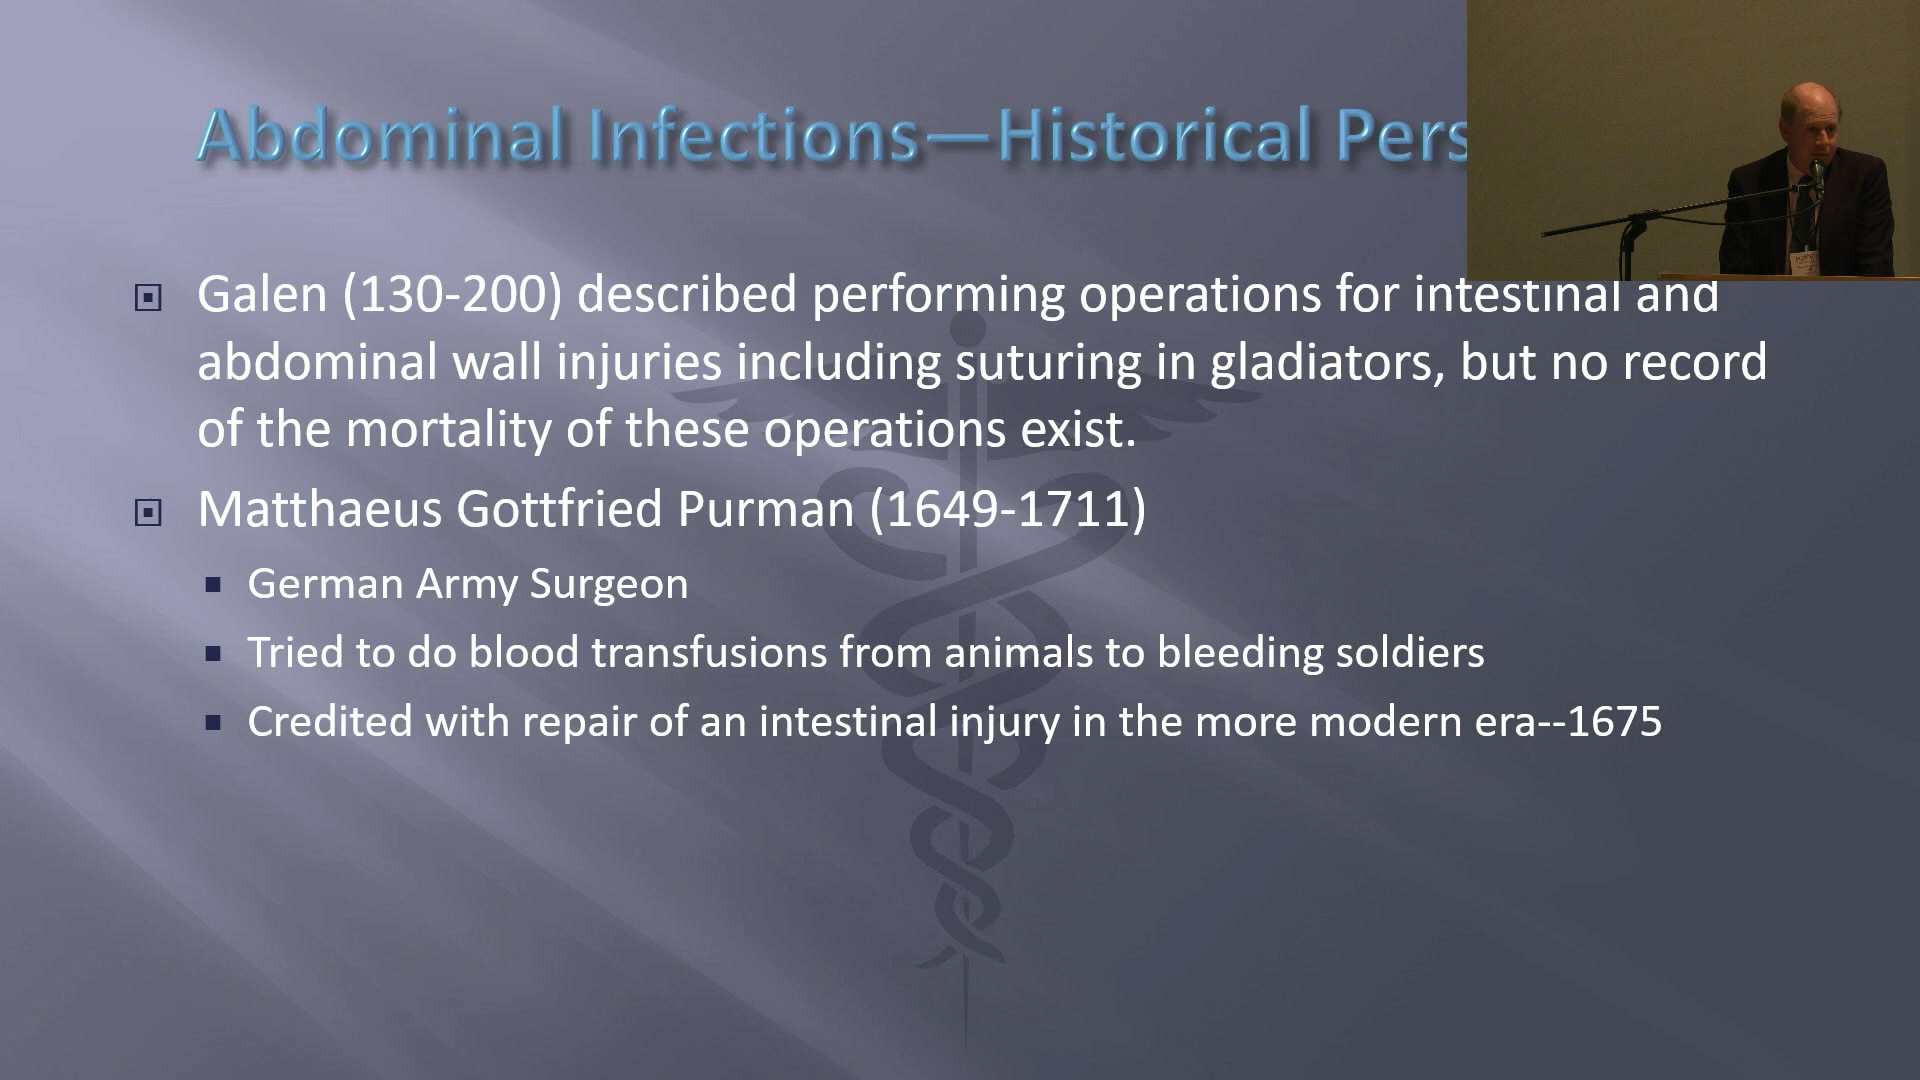 Abdominal Infections—Historical Pers
Galen (130-200) described performing operations for intestinal and
abdominal wall injuries including suturing in gladiators, but no record
of the mortality of these operations exist.
Matthaeus Gottfried Purman (1649-1711)
German Army Surgeon
Tried to do blood transfusions from animals to bleeding soldiers
Credited with repair of an intestinal injury in the more modern era--1675